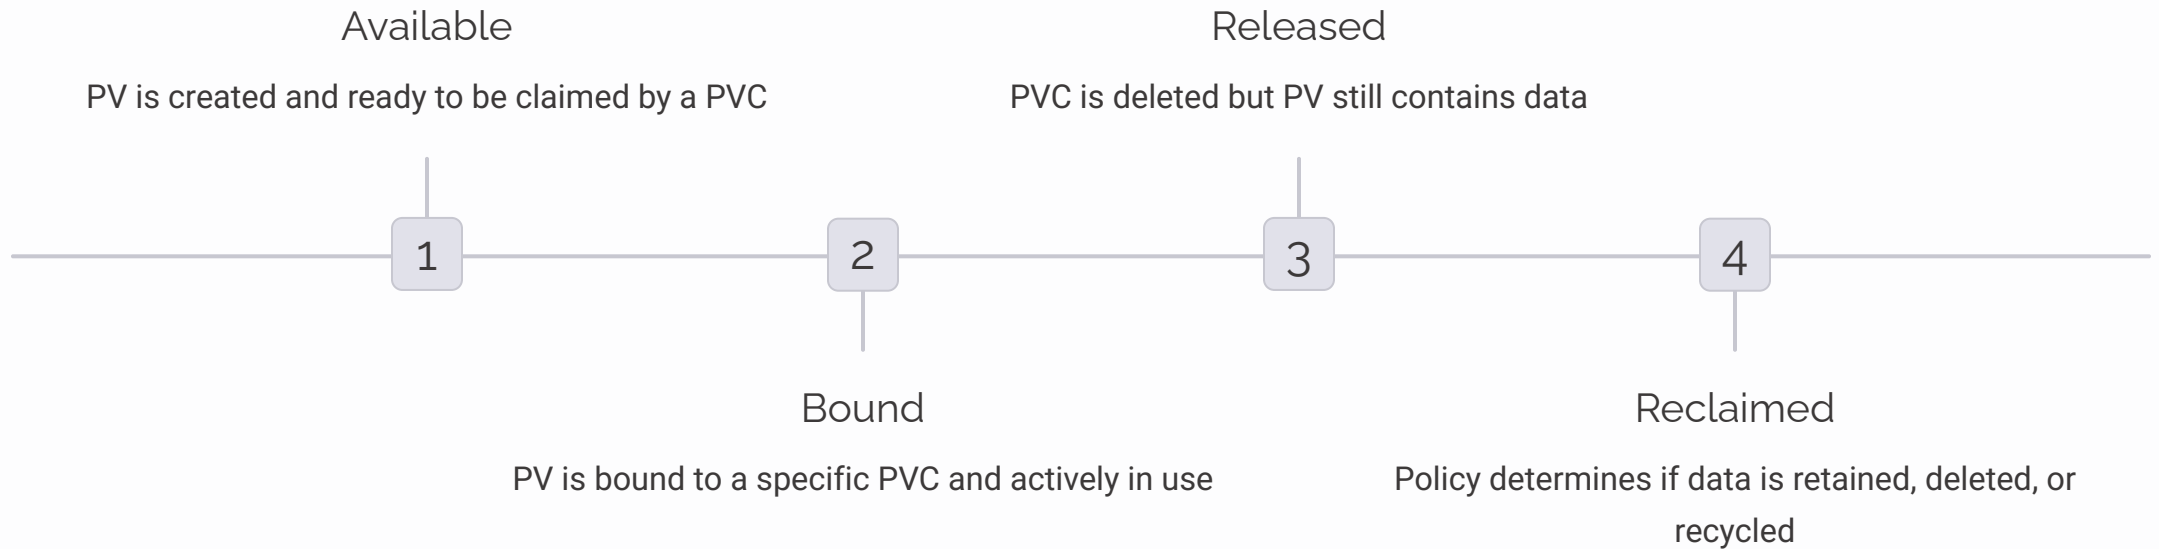 Available
PV is created and ready to be claimed by a PVC
1
2
Bound
PV is bound to a specific PVC and actively in use
Released
PVC is deleted but PV still contains data
3
4
Reclaimed
Policy determines if data is retained, deleted, or
recycled